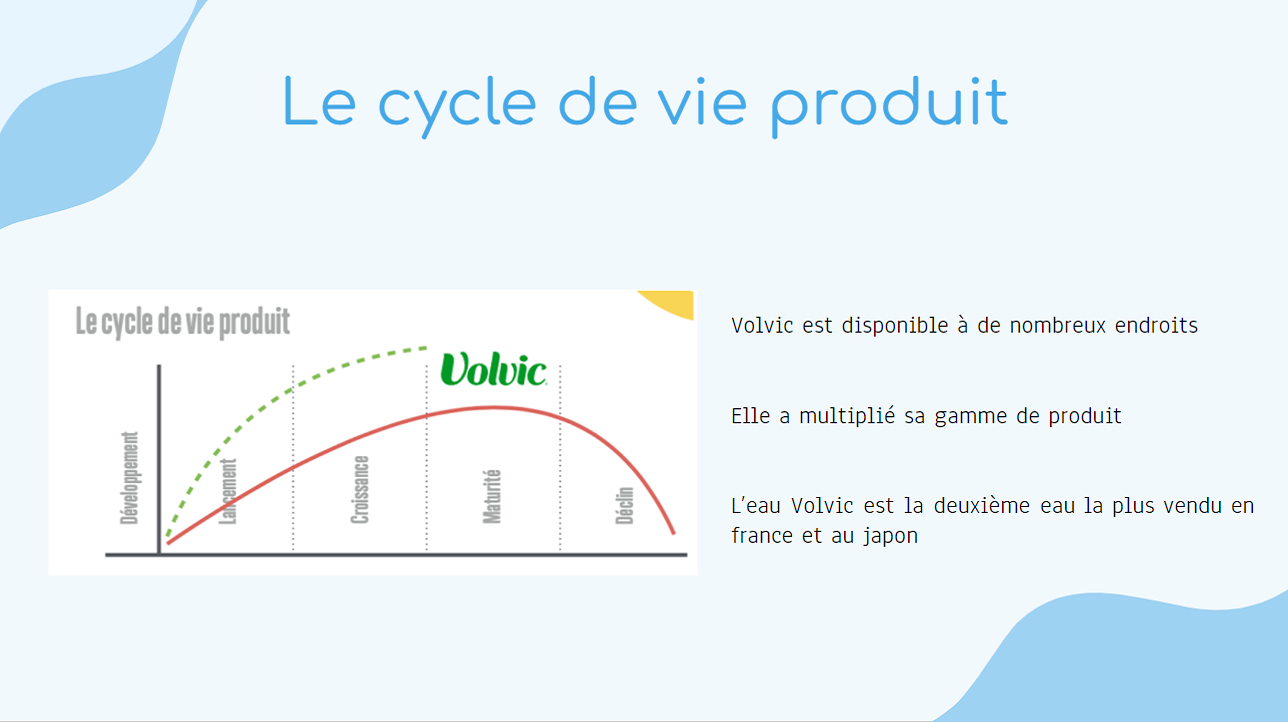 Le cycle de vie produit
Le cycle de vie produit
Volvic
Développement
Lancement
Croissance
Maturité
Déclin
Volvic est disponible à de nombreux endroits
Elle a multiplié sa gamme de produit
L'eau Volvic est la deuxième eau la plus vendu en
france et au japon